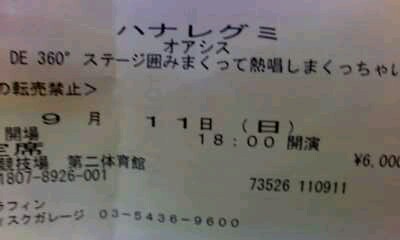 ハナレグミ
オアシス
DE 360° ステージ囲みまくって熱唱しまくっちゃい
の転売禁止＞
9月 11日（日）
開場 18:00 開演
定席 ¥6,000
競技場 第二体育館
1807-8926-001 73526 110911
ラフィン
ィスクガレージ 03-5436-9600